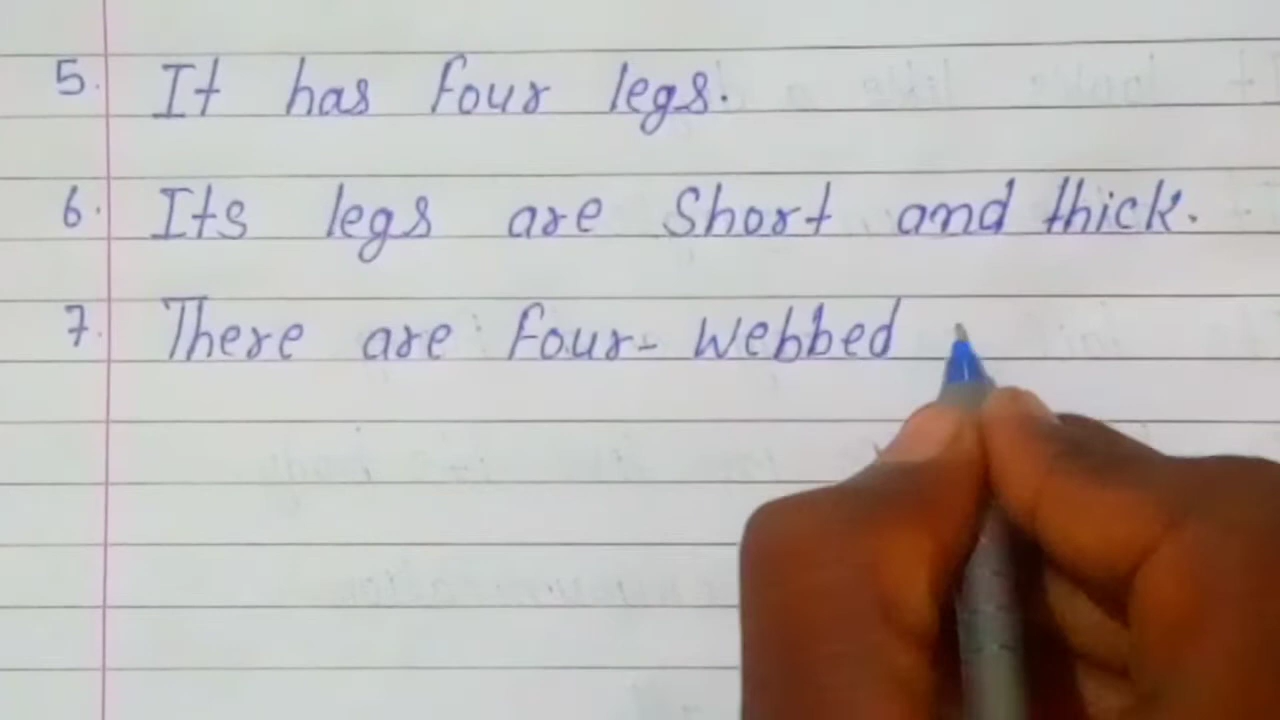 5. It has four legs.
6. Its legs are Short and thick.
7. There are four- Webbed